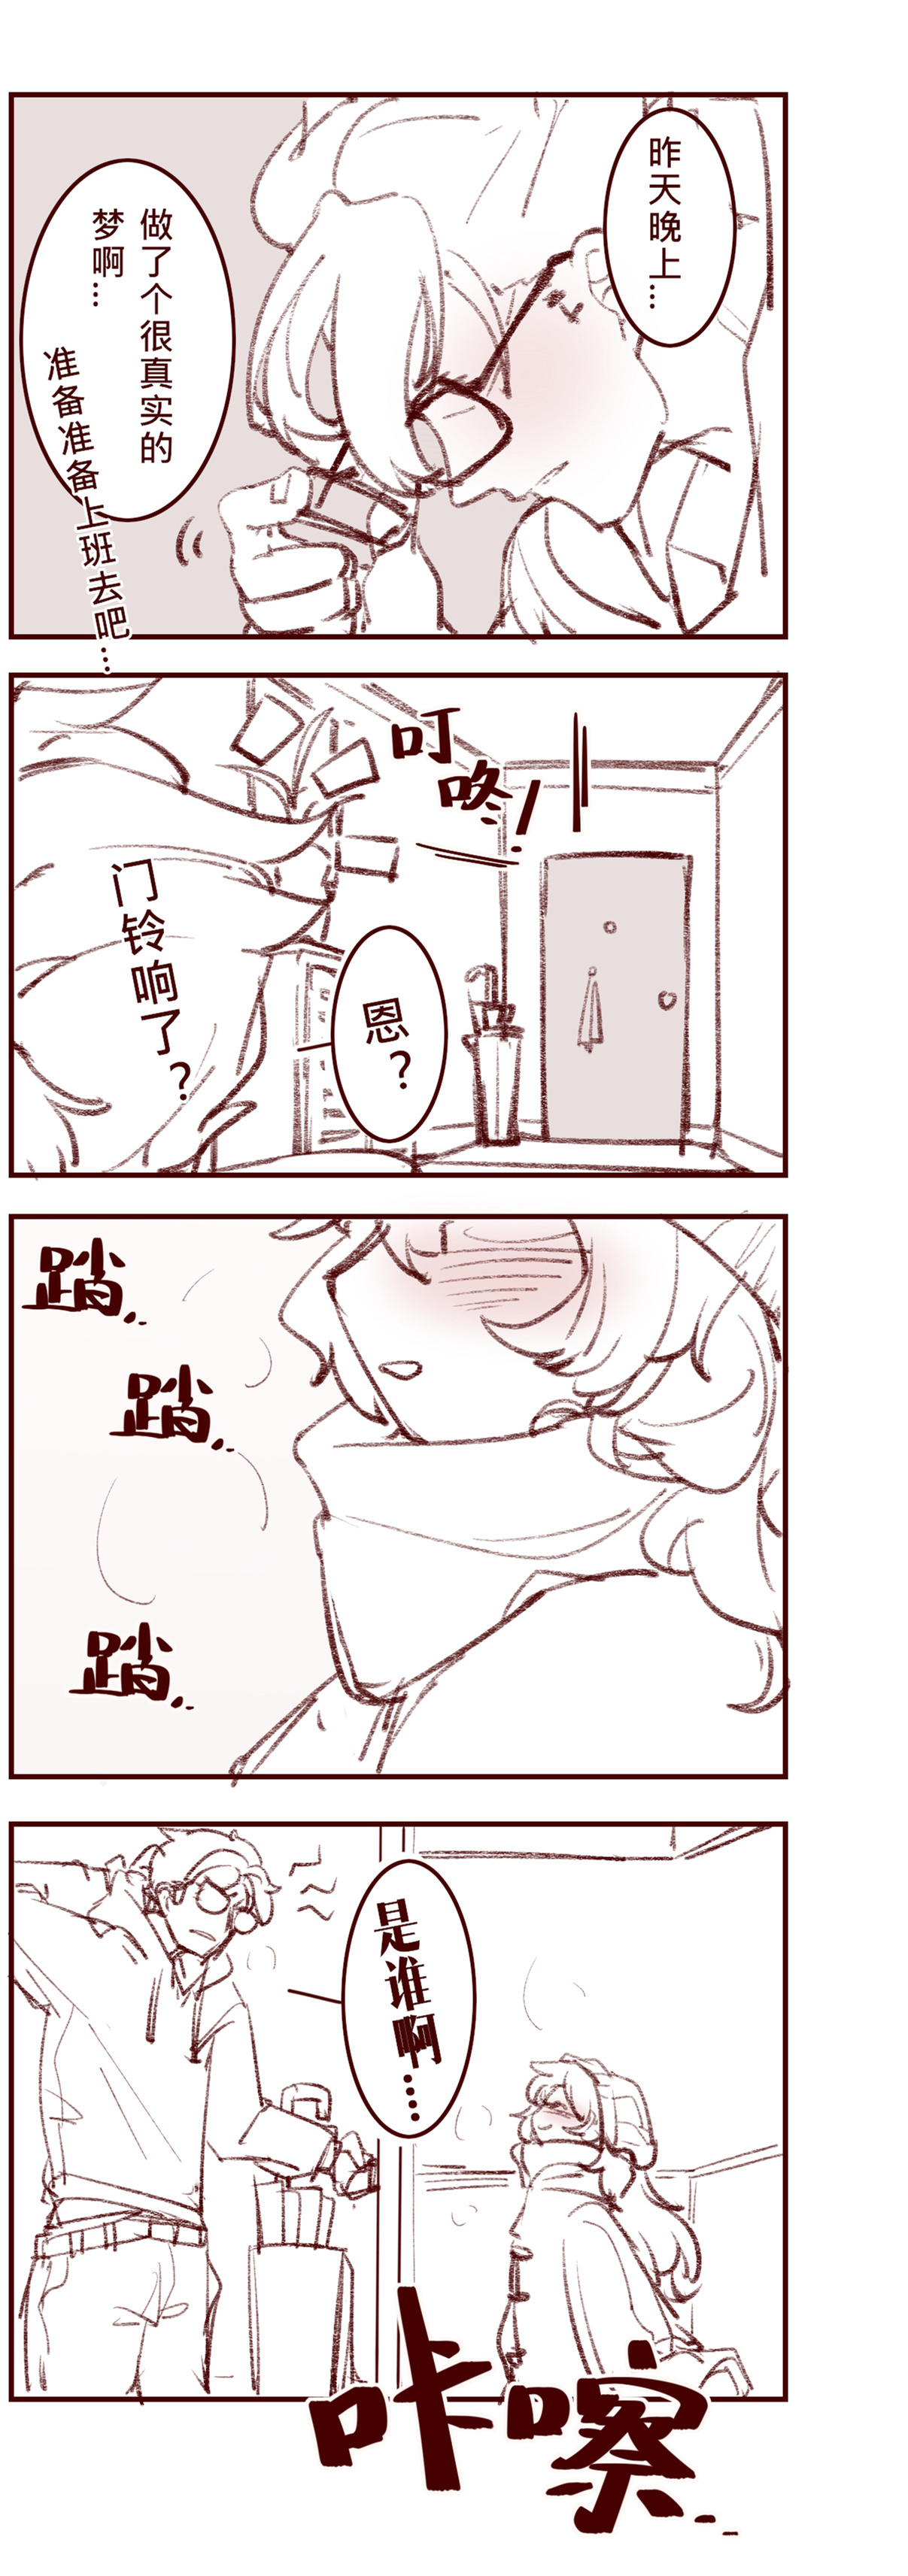 昨天晚上…
做了个很真实的
梦啊…
准备准备上班去吧…
叮咚！
门铃响了？
恩？
踏..
踏..
踏..
是谁啊……
咔嚓..